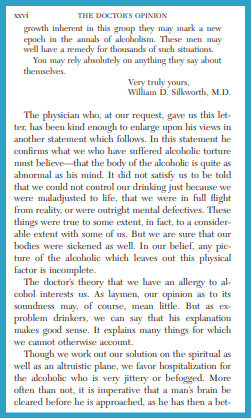 xxvi THE DOCTOR'S OPINION
growth inherent in this group they may mark a new
epoch in the annals of alcoholism. These men may
well have a remedy for thousands of such situations.
You may rely absolutely on anything they say about
themselves.
Very truly yours,
William D. Silkworth, M.D.
The physician who, at our request, gave us this let-
ter, has been kind enough to enlarge upon his views in
another statement which follows. In this statement he
confirms what we who have suffered alcoholic torture
must believe—that the body of the alcoholic is quite as
abnormal as his mind. It did not satisfy us to be told
that we could not control our drinking just because we
were maladjusted to life, that we were in full flight
from reality, or were outright mental defectives. These
things were true to some extent, in fact, to a consider-
able extent with some of us. But we are sure that our
bodies were sickened as well. In our belief, any pic-
ture of the alcoholic which leaves out this physical
factor is incomplete.
The doctor's theory that we have an allergy to al-
cohol interests us. As laymen, our opinion as to its
soundness may, of course, mean little. But as ex-
problem drinkers, we can say that his explanation
makes good sense. It explains many things for which
we cannot otherwise account.
Though we work out our solution on the spiritual as
well as an altruistic plane, we favor hospitalization for
the alcoholic who is very jittery or befogged. More
often than not, it is imperative that a man's brain be
cleared before he is approached, as he has then a bet-